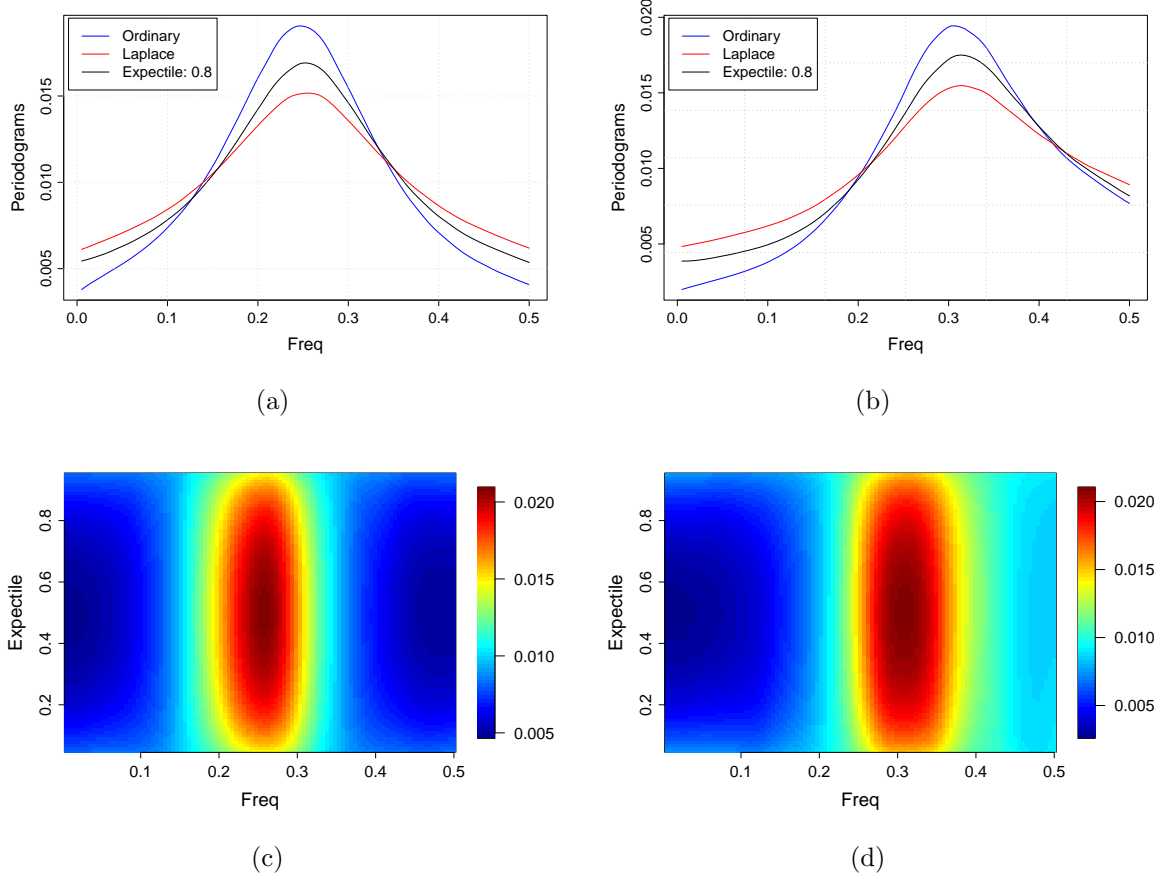 Ordinary
Laplace
Expectile: 0.8
Periodograms
0.005 0.010 0.015
0.0 0.1 0.2 0.3 0.4 0.5
Freq
(a)
Ordinary
Laplace
Expectile: 0.8
Periodograms
0.005 0.010 0.015 0.020
0.0 0.1 0.2 0.3 0.4 0.5
Freq
(b)
Expectile
0.2 0.4 0.6 0.8
0.1 0.2 0.3 0.4 0.5
Freq
0.020
0.015
0.010
0.005
(c)
Expectile
0.2 0.4 0.6 0.8
0.1 0.2 0.3 0.4 0.5
Freq
0.020
0.015
0.010
0.005
(d)